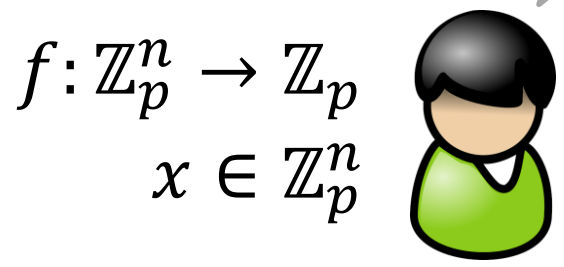 f: ℤₚⁿ → ℤₚ
x ∈ ℤₚⁿ